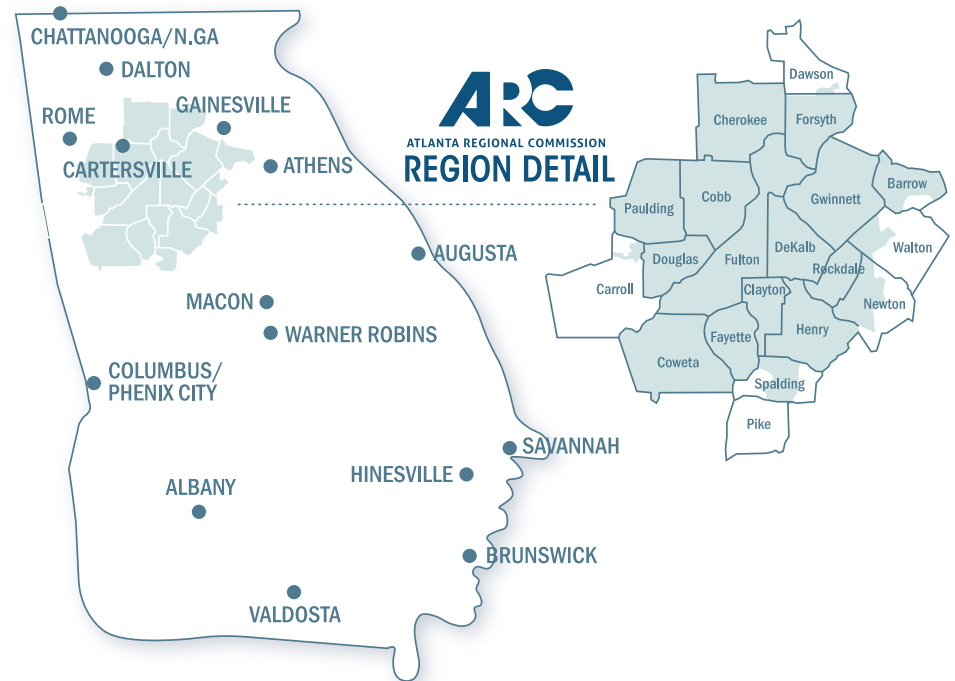 CHATTANOOGA/N.GA
DALTON
GAINESVILLE
ROME
CARTERSVILLE
ATHENS
AUGUSTA
MACON
WARNER ROBINS
COLUMBUS/
PHENIX CITY
SAVANNAH
HINESVILLE
ALBANY
BRUNSWICK
VALDOSTA
ARC
ATLANTA REGIONAL COMMISSION
REGION DETAIL
Dawson
Cherokee
Forsyth
Barrow
Cobb
Gwinnett
Paulding
Walton
DeKalb
Douglas
Fulton
Rockdale
Carroll
Clayton
Newton
Henry
Fayette
Coweta
Spalding
Pike